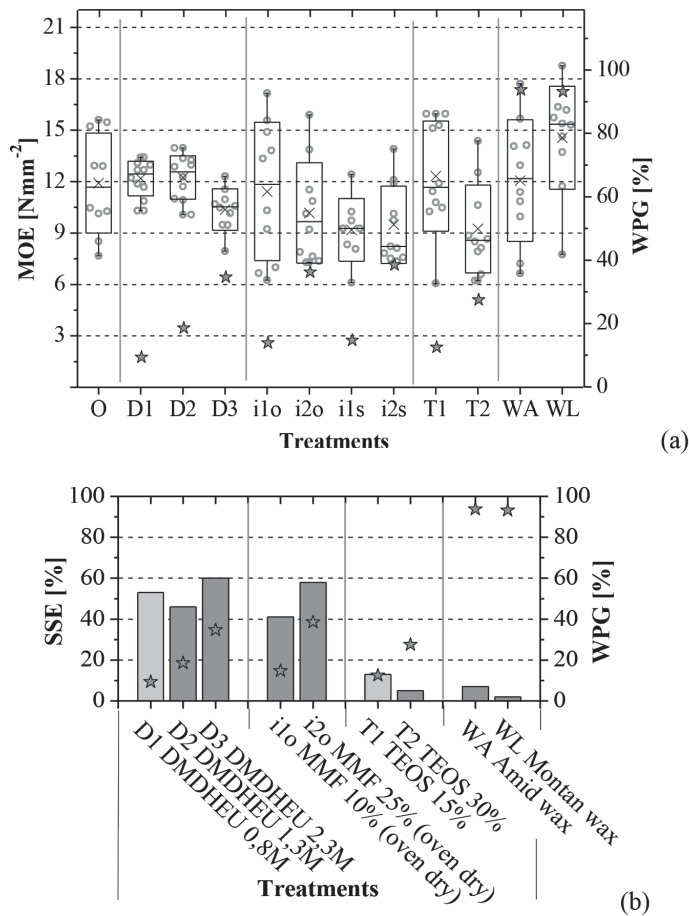 21
18
15
12
9
6
3
MOE [Nmm⁻²]
100
80
60
40
20
0
WPG [%]
O D1 D2 D3 i1o i2o i1s i2s T1 T2 WA WL
Treatments
(a)
100
80
60
40
20
0
SSE [%]
100
80
60
40
20
0
WPG [%]
D1 DMDHEU 0,8M
D2 DMDHEU 1,3M
D3 DMDHEU 2,3M
i1o MMF 10% (oven dry)
i2o MMF 25% (oven dry)
T1 TEOS 15%
T2 TEOS 30%
WA Amid wax
WL Montan wax
Treatments
(b)